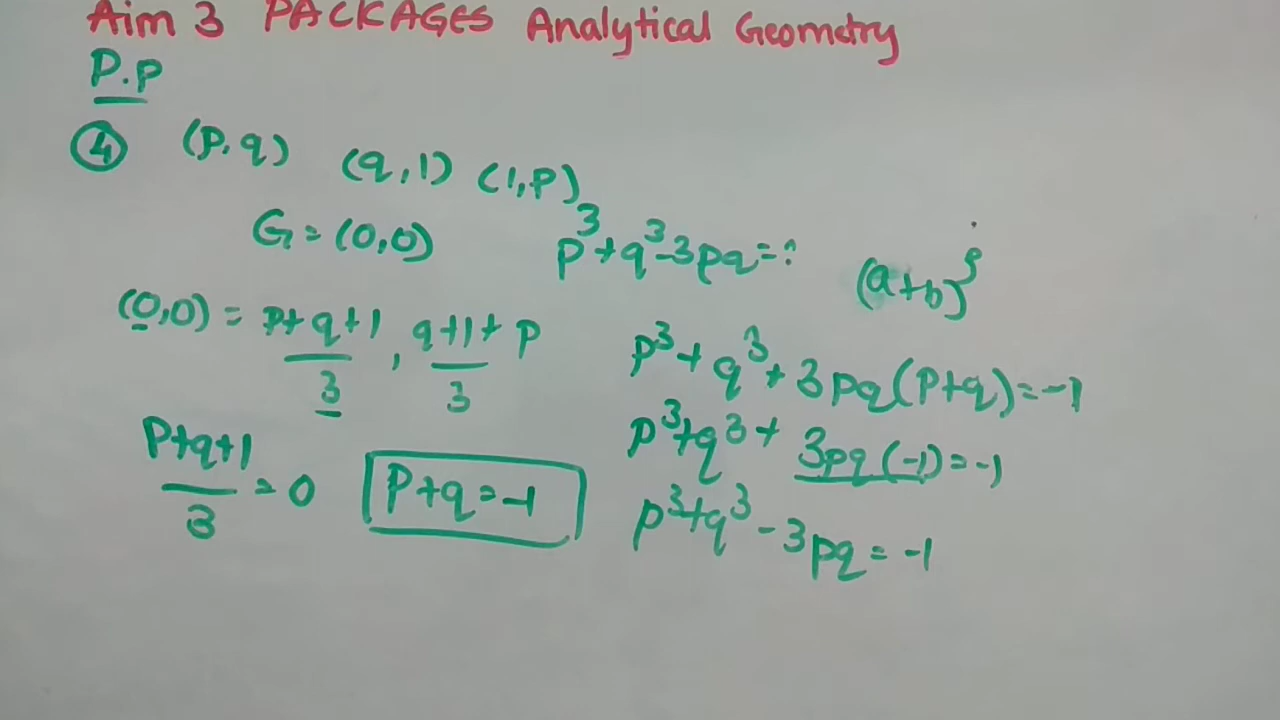 Aim 3 PACKAGES Analytical Geometry
P.P
④ (P,q) (q,1) (1,P)
G = (0,0) p³+q³-3pq=?
(a+b)
(0,0) = P+q+1/3, q+1+P/3
p³+q³+3pq(p+q)=-1
P+q+1/3 = 0
P+q=-1
p³+q³+3pq(-1)=-1
p³+q³-3pq=-1